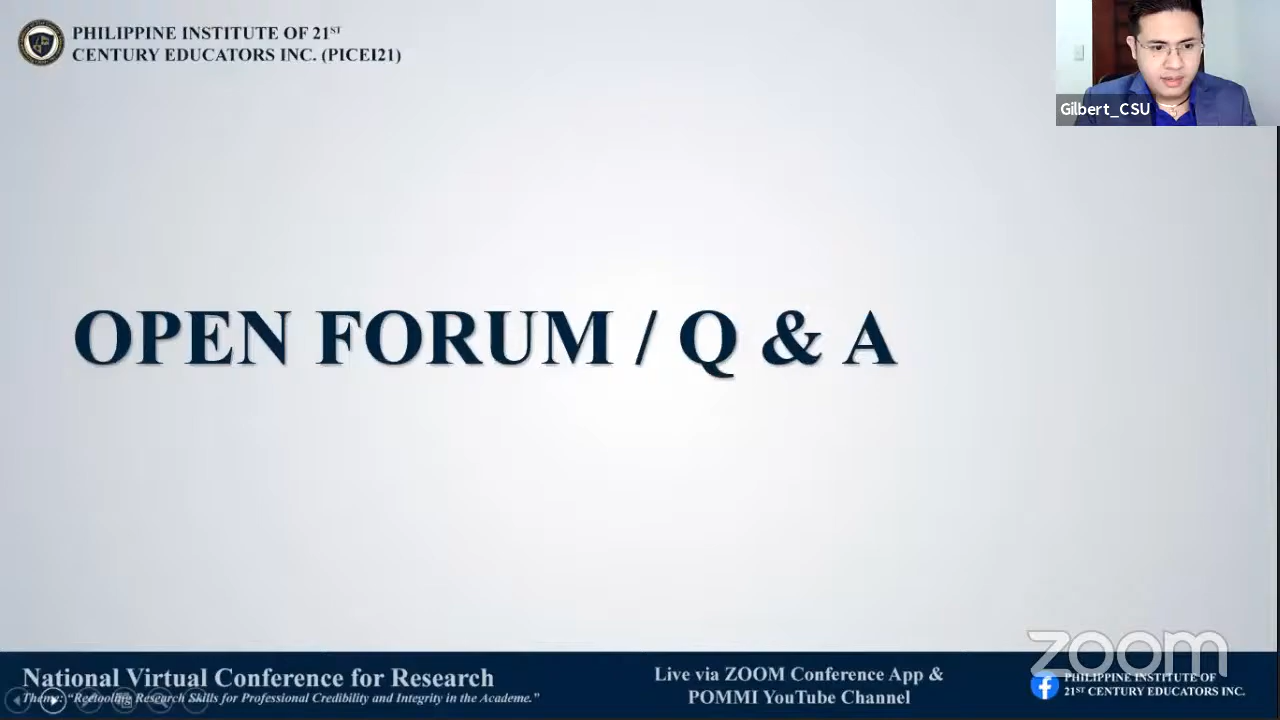 PHILIPPINE INSTITUTE OF 21ST
CENTURY EDUCATORS INC. (PICEI21)
Gilbert_CSU
OPEN FORUM / Q & A
zoom
National Virtual Conference for Research
Theme: “Reetooling Research Skills for Professional Credibility and Integrity in the Academe.”
Live via ZOOM Conference App &
POMMI YouTube Channel
PHILIPPINE INSTITUTE OF
21ST CENTURY EDUCATORS INC.